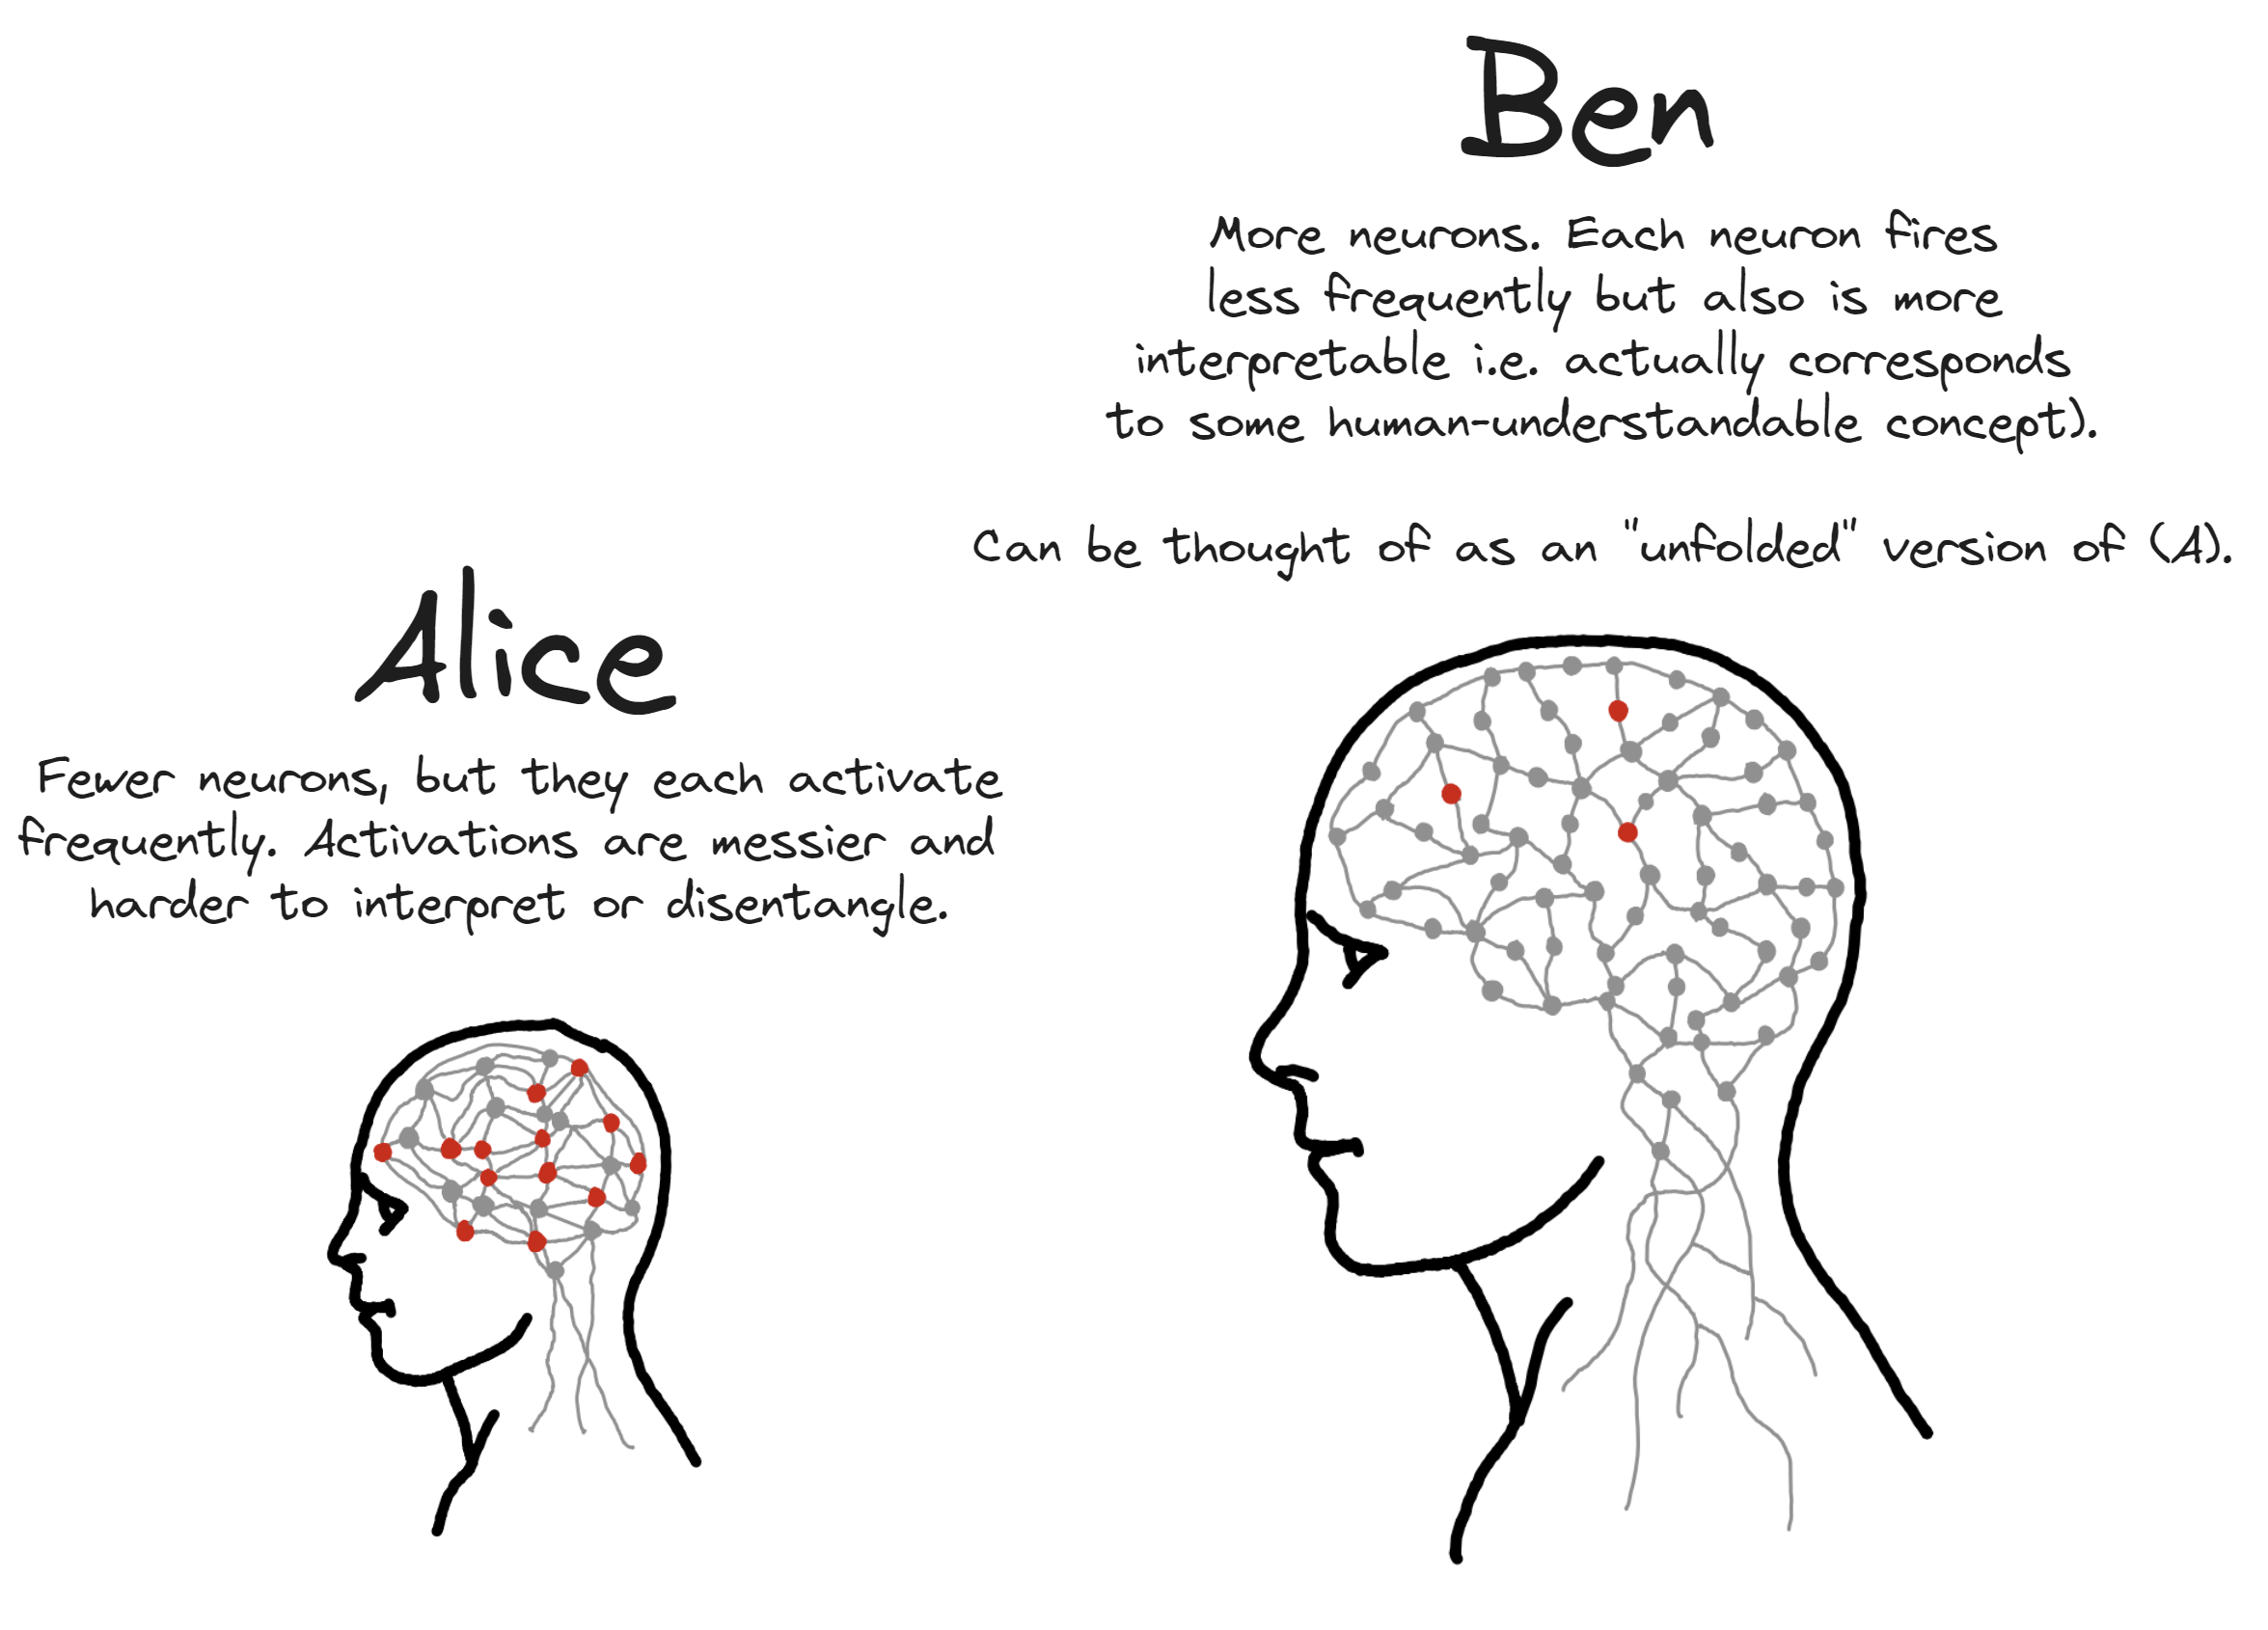 Ben
More neurons. Each neuron fires
less frequently but also is more
interpretable i.e. actually corresponds
to some human-understandable concept).
Can be thought of as an "unfolded" version of (A).
Alice
Fewer neurons, but they each activate
frequently. Activations are messier and
harder to interpret or disentangle.